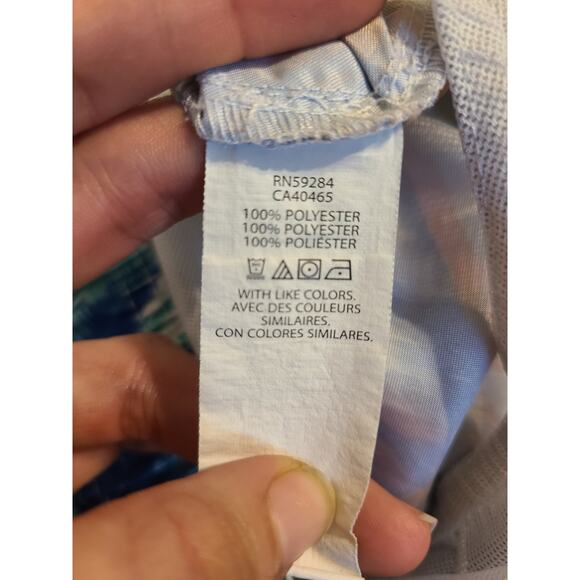 RN59284
CA40465
100% POLYESTER
100% POLYESTER
100% POLIÉSTER
WITH LIKE COLORS.
AVEC DES COULEURS
SIMILAIRES.
CON COLORES SIMILARES.